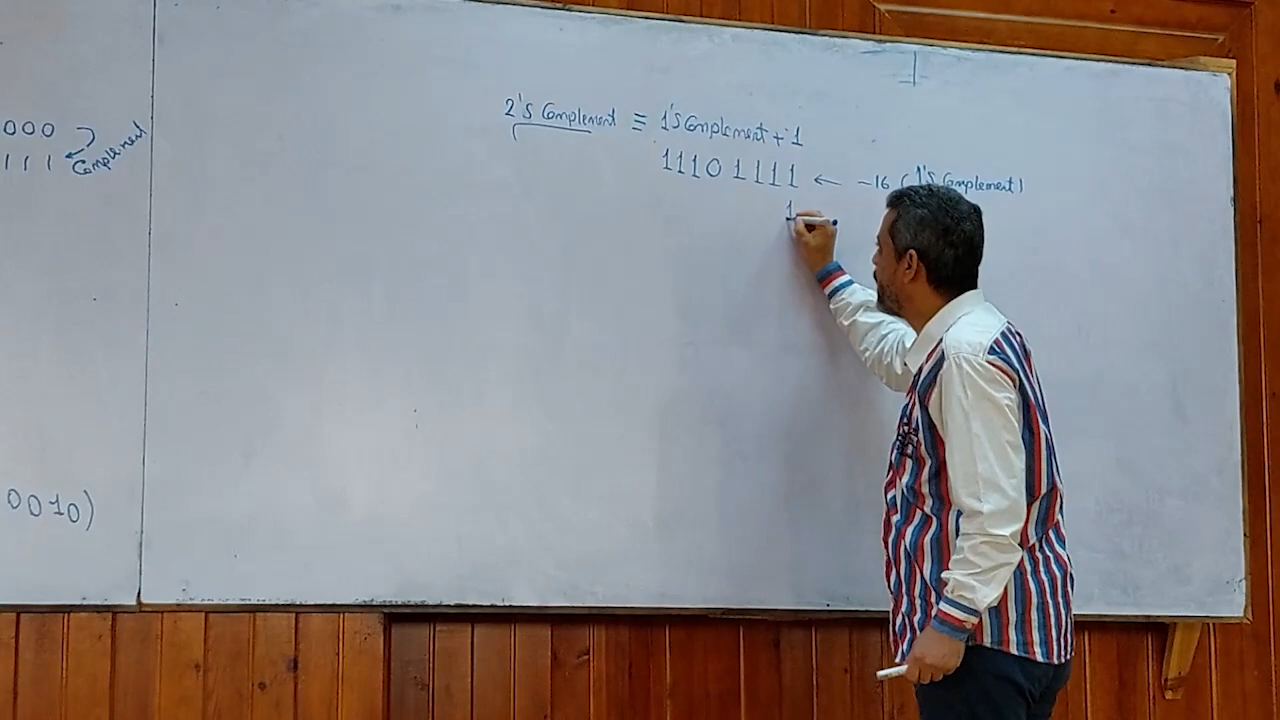 000
111 Complement
0010)
2's Complement ≡ 1's Complement + 1
11101111 ← -16 (1's Complement)
1